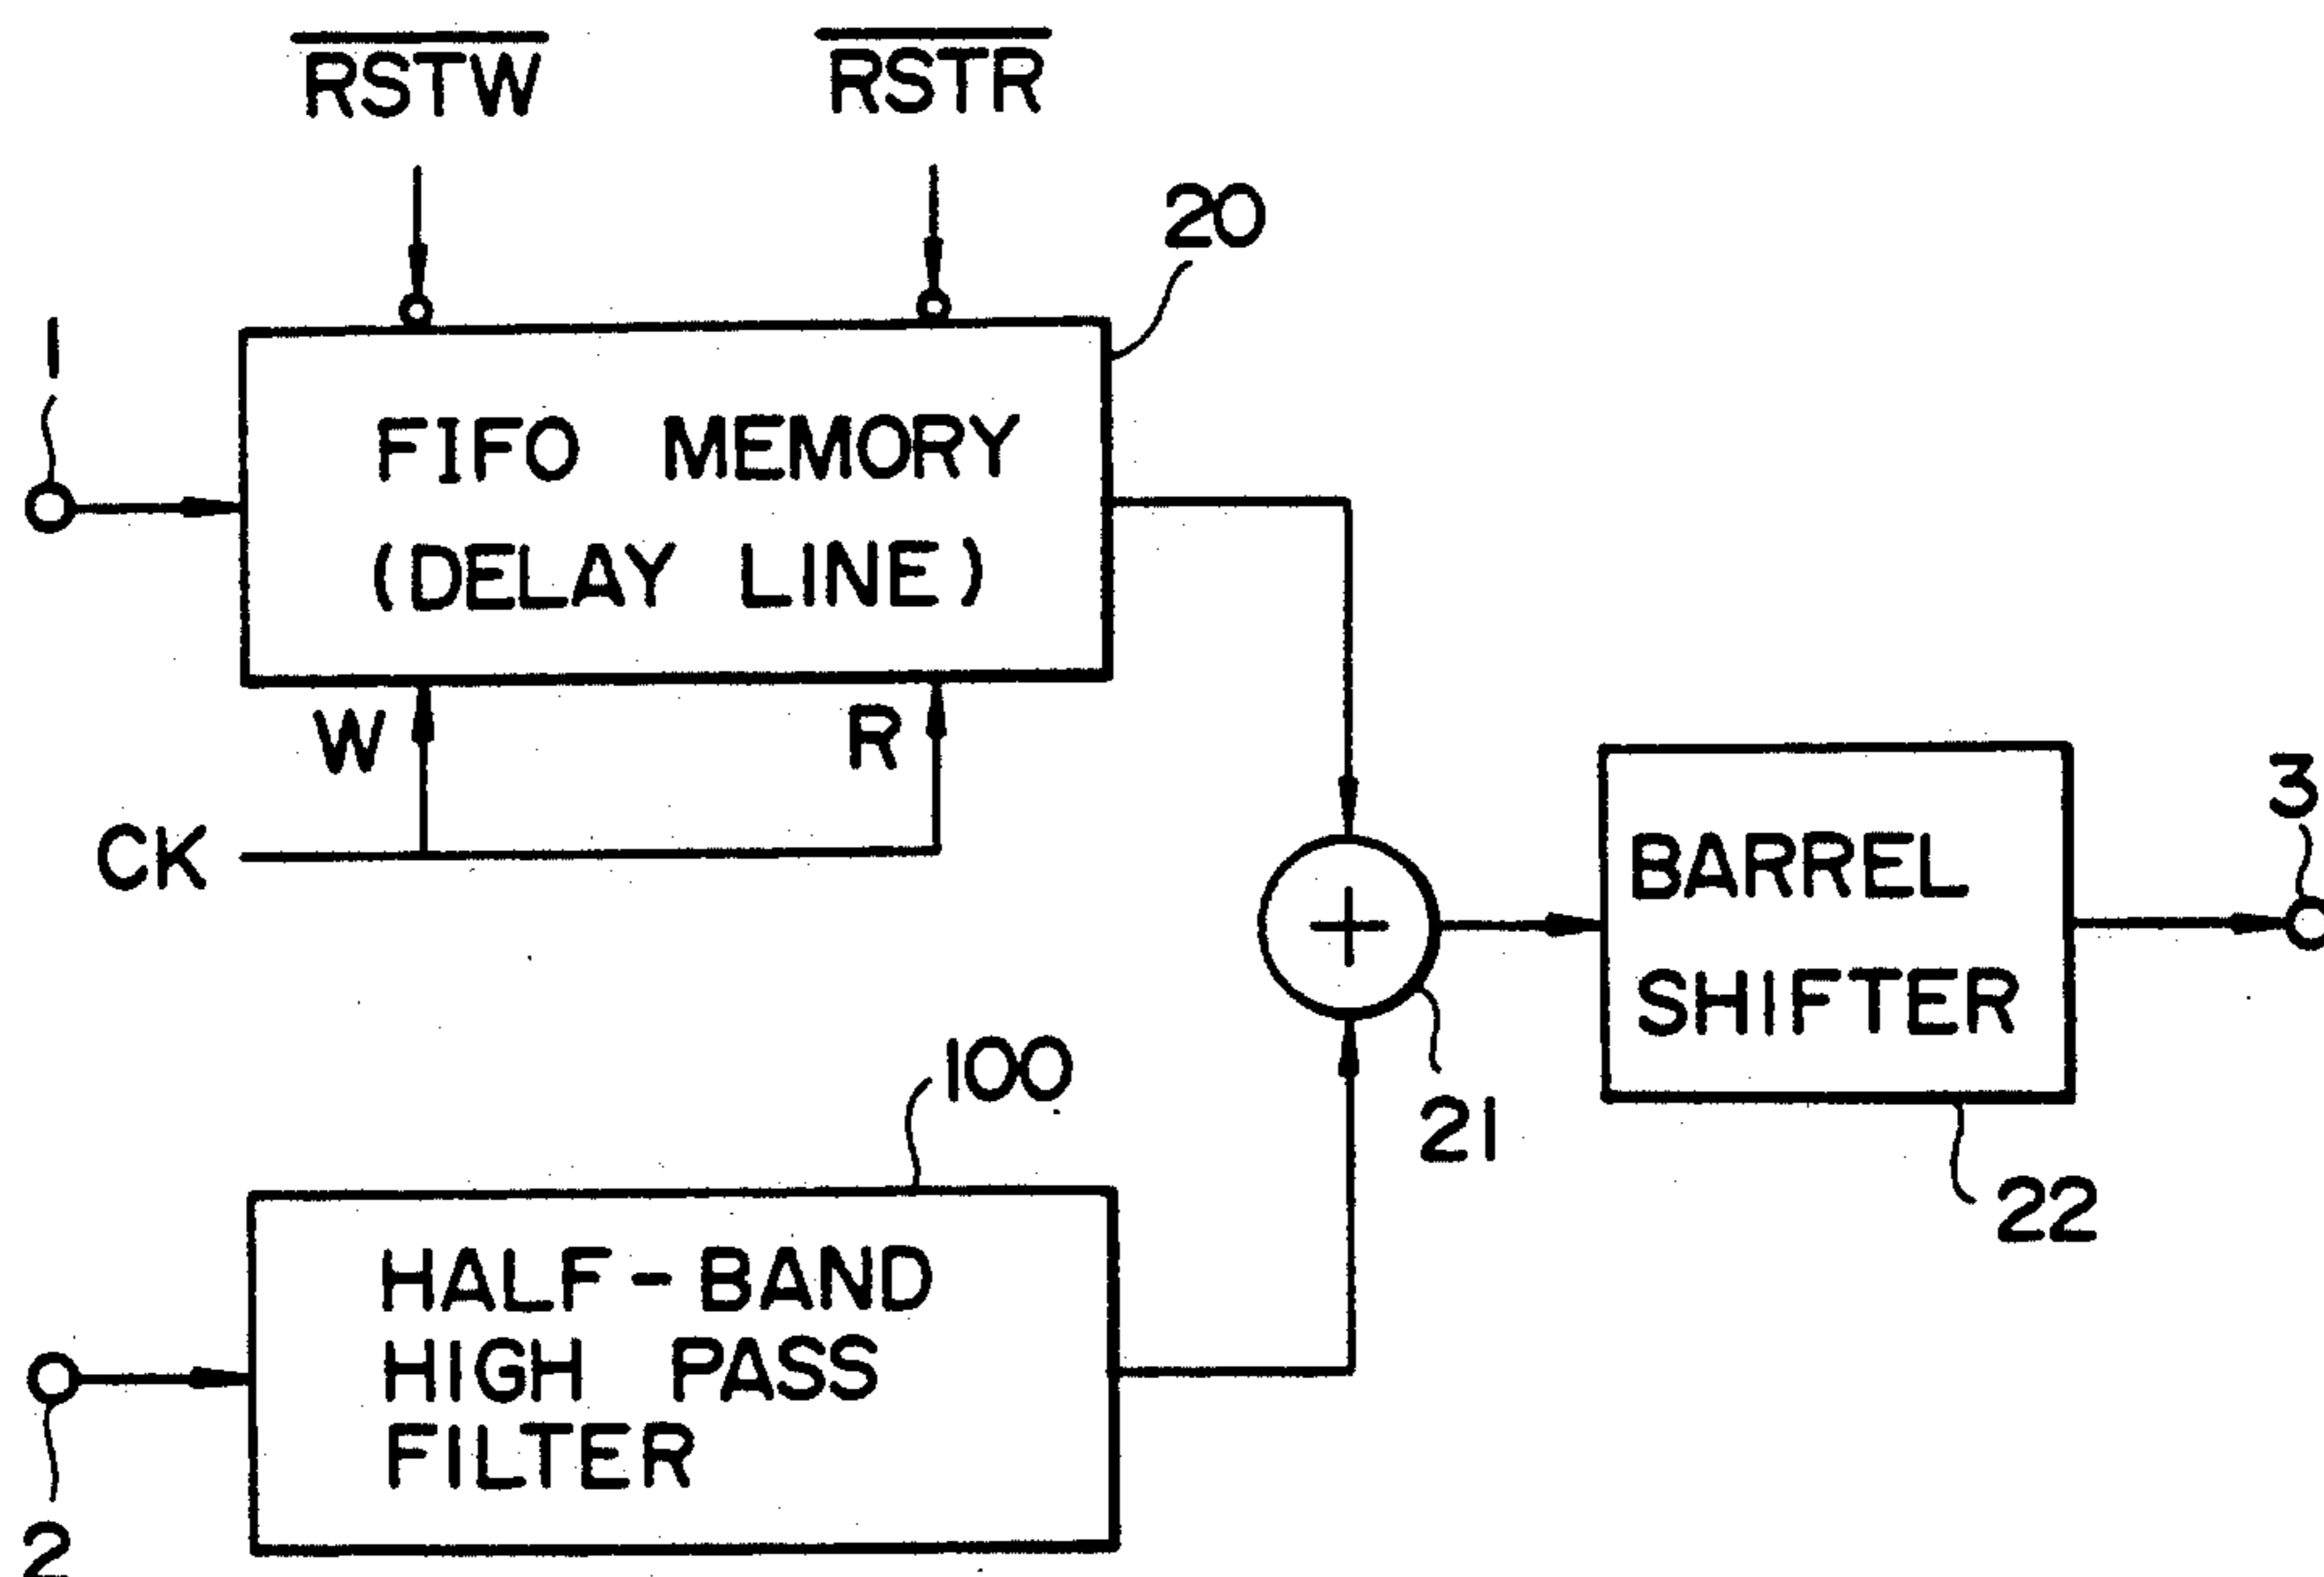 RSTW
RSTR
20
1
FIFO MEMORY
(DELAY LINE)
W
R
CK
3
BARREL
SHIFTER
21
22
100
HALF-BAND
HIGH PASS
FILTER
2